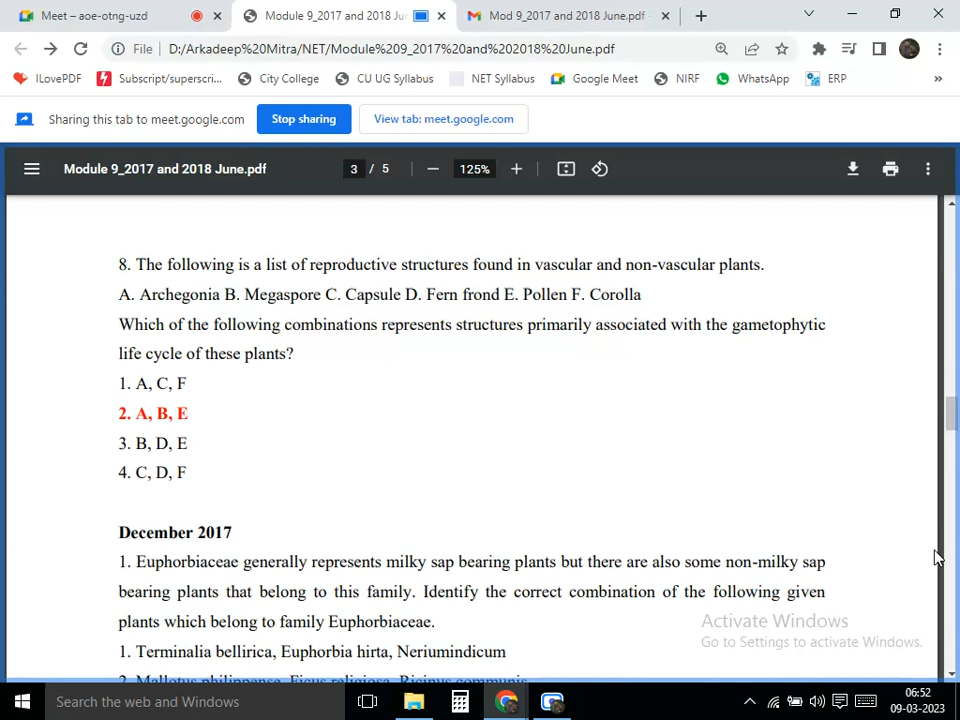 Meet – aoe-otng-uzd
Module 9_2017 and 2018 Ju
Mod 9_2017 and 2018 June.pdf -
File
D:/Arkadeep%20Mitra/NET/Module%209_2017%20and%202018%20June.pdf
ILovePDF
Subscript/superscri...
City College
CU UG Syllabus
NET Syllabus
Google Meet
NIRF
WhatsApp
ERP
»
Sharing this tab to meet.google.com
Stop sharing
View tab: meet.google.com
Module 9_2017 and 2018 June.pdf
3 / 5
125%
8. The following is a list of reproductive structures found in vascular and non-vascular plants.
A. Archegonia B. Megaspore C. Capsule D. Fern frond E. Pollen F. Corolla
Which of the following combinations represents structures primarily associated with the gametophytic
life cycle of these plants?
1. A, C, F
2. A, B, E
3. B, D, E
4. C, D, F
December 2017
1. Euphorbiaceae generally represents milky sap bearing plants but there are also some non-milky sap
bearing plants that belong to this family. Identify the correct combination of the following given
plants which belong to family Euphorbiaceae.
1. Terminalia bellirica, Euphorbia hirta, Neriumindicum
2. Mallotus philippense, Ficus religiosa, Ricinus communis
Activate Windows
Go to Settings to activate Windows.
Search the web and Windows
06:52
09-03-2023